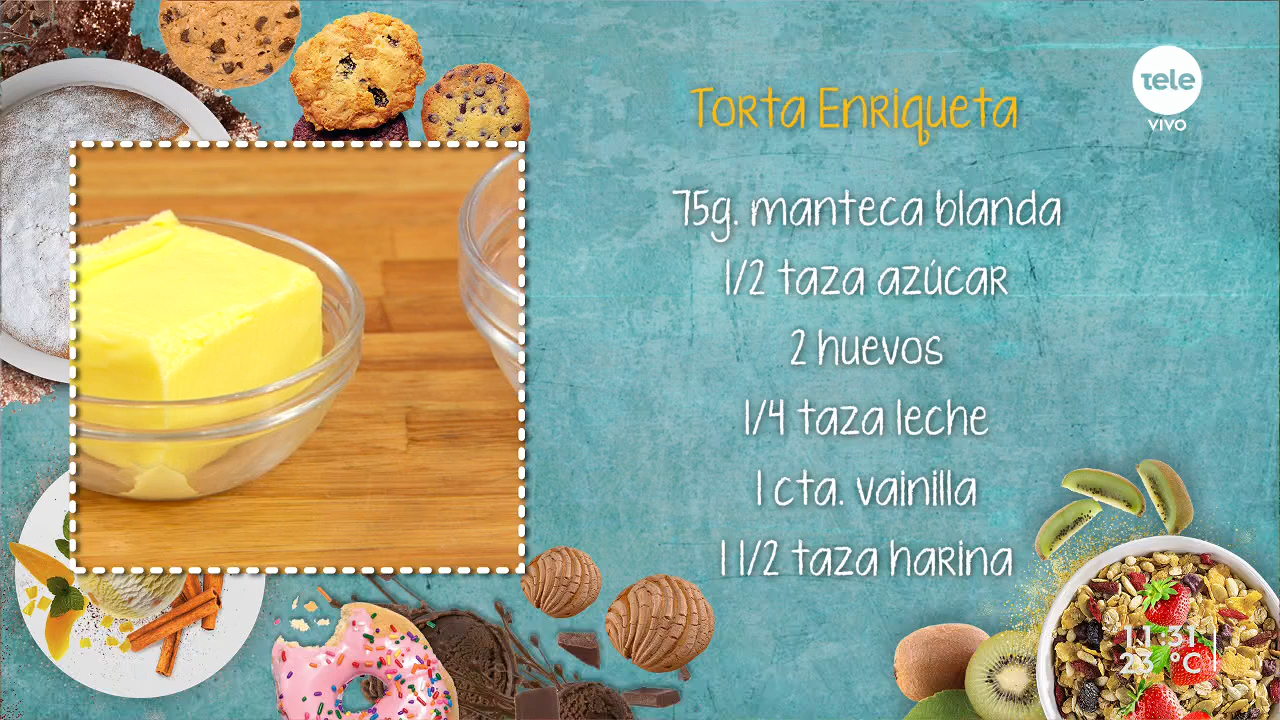 Torta Enriqueta
tele
VIVO
75g. manteca blanda
1/2 taza azúcar
2 huevos
1/4 taza leche
1 cta. vainilla
1 1/2 taza harina
11:31
23 °C